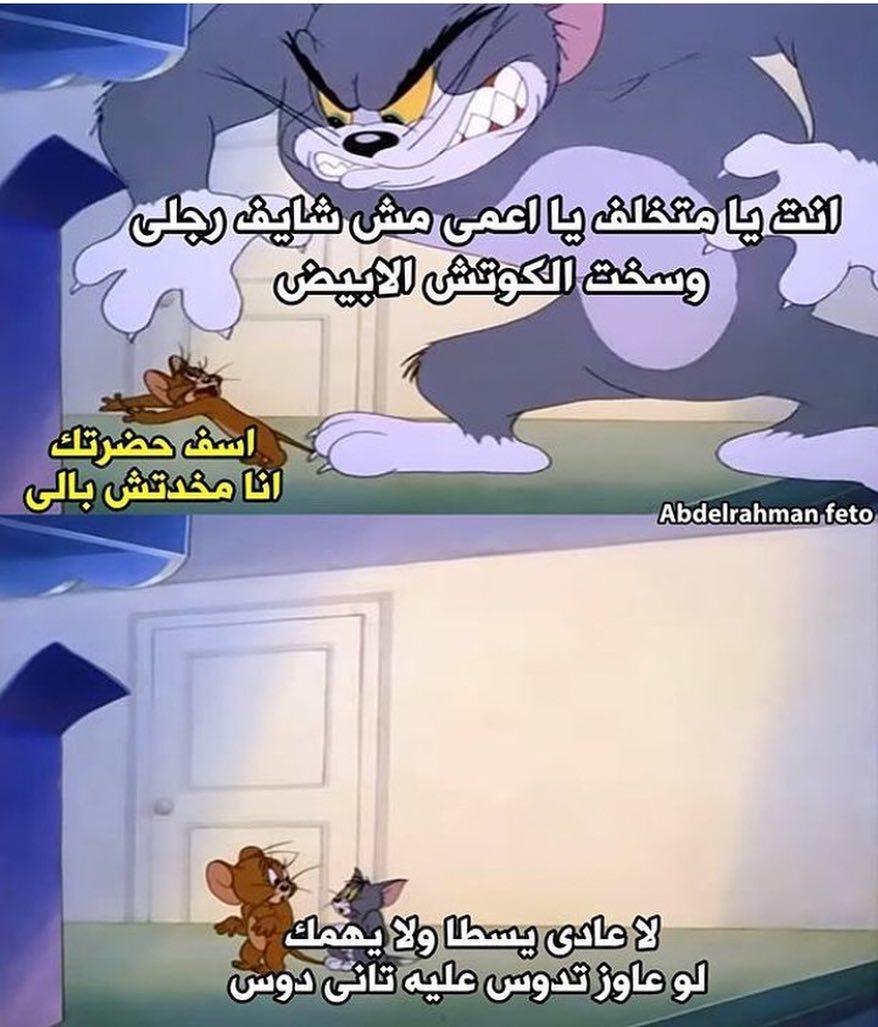 انت يا متخلف يا اعمى مش شايف رجلى
وسخت الكوتش الابيض
اسف حضرتك
انا مخدتش بالى
Abdelrahman feto
لا عادى يسطا ولا يهمك
لو عاوز تدوس عليه تانى دوس